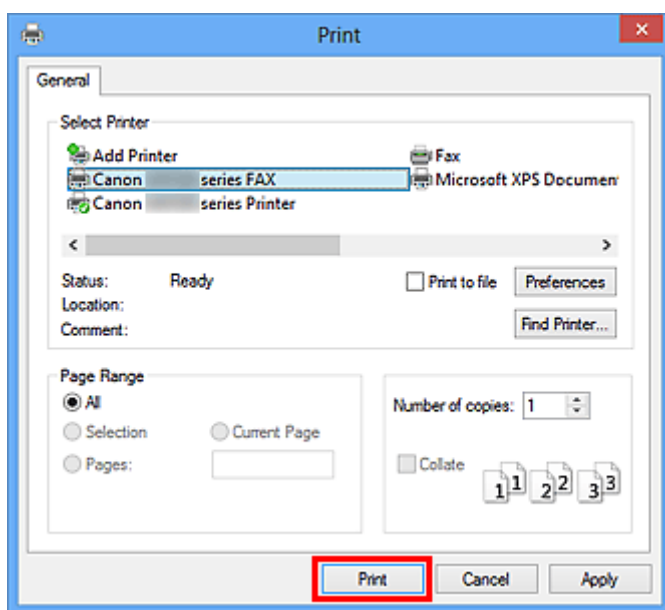 Print
General
Select Printer
Add Printer
Fax
Canon series FAX
Microsoft XPS Documen
Canon series Printer
Status: Ready
Print to file
Preferences
Location:
Comment:
Find Printer...
Page Range
All
Number of copies: 1
Selection
Current Page
Pages:
Collate
1 1 2 2 3 3
Print
Cancel
Apply